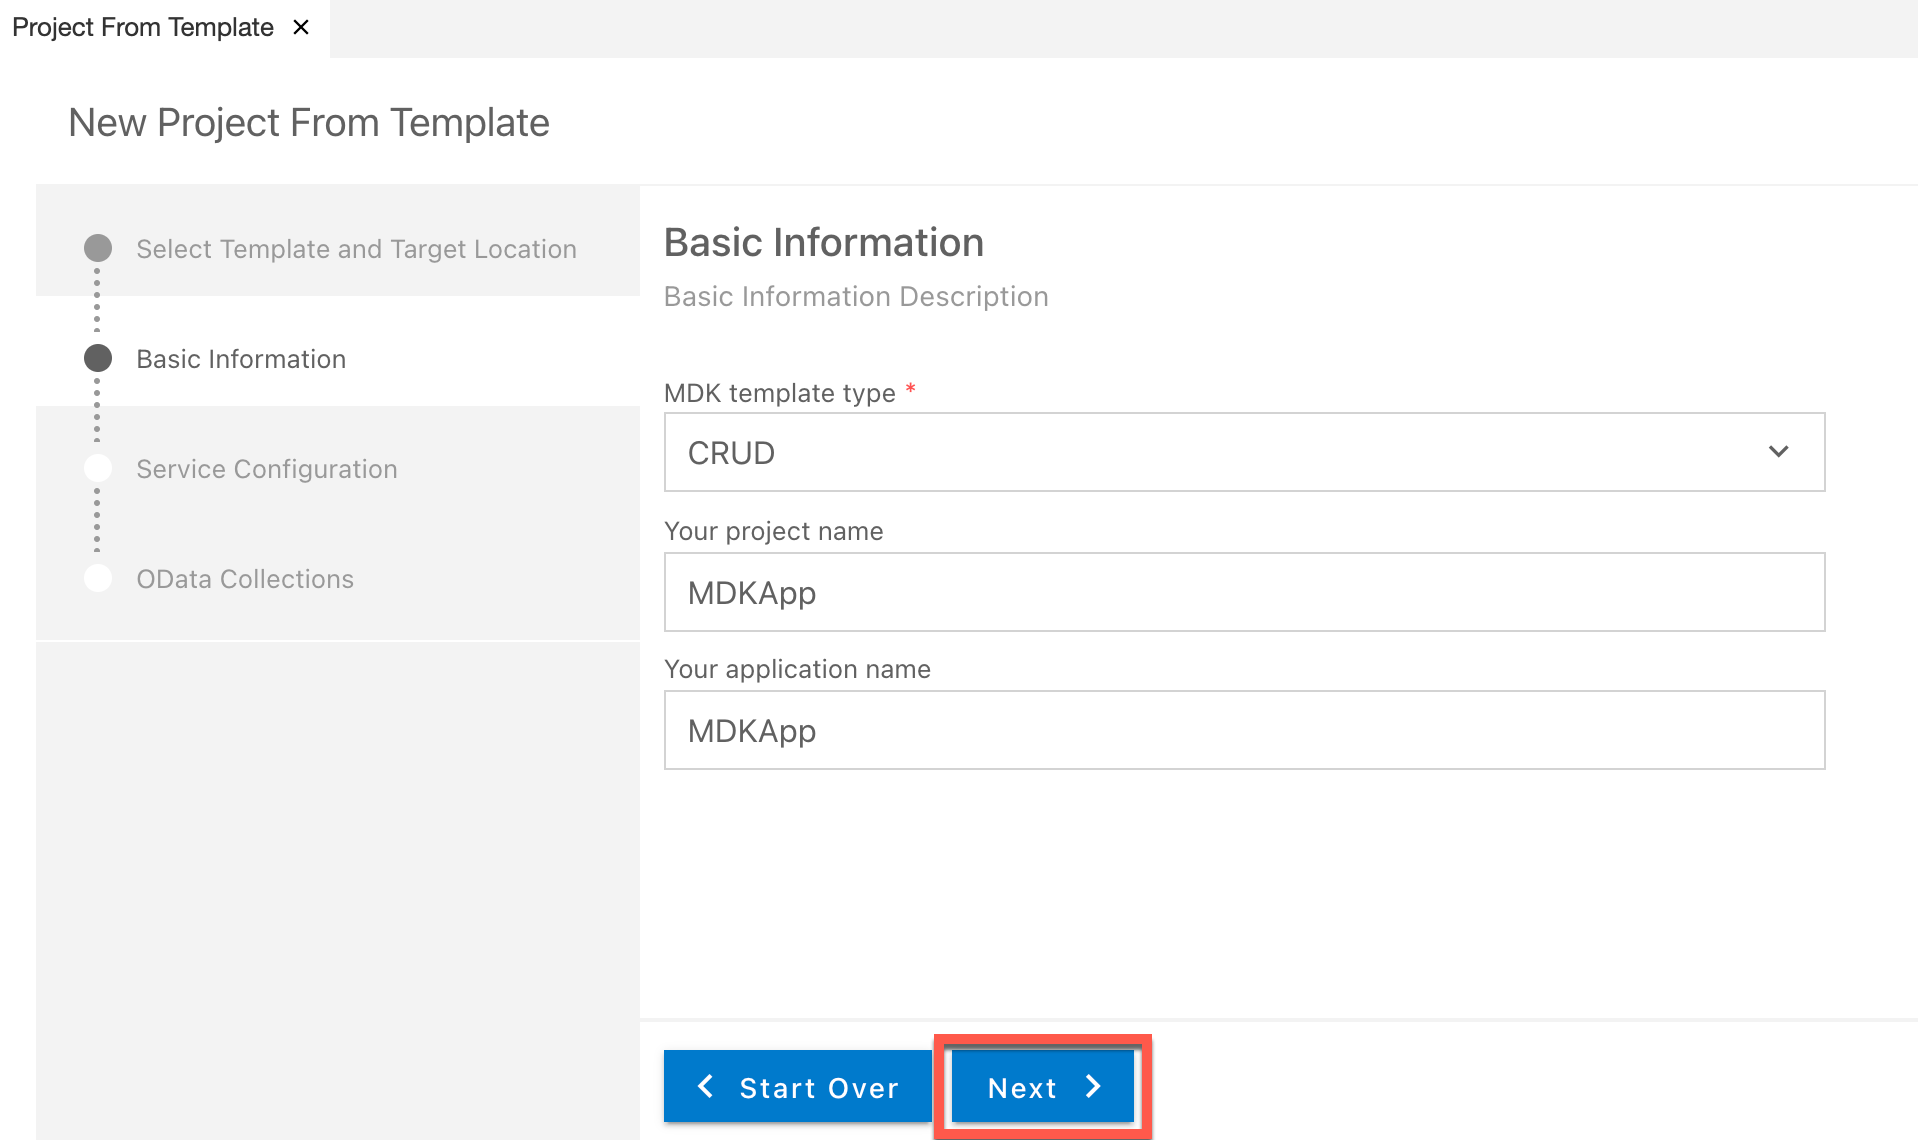 Project From Template
New Project From Template
Select Template and Target Location
Basic Information
Service Configuration
OData Collections
Basic Information
Basic Information Description
MDK template type *
CRUD
Your project name
MDKApp
Your application name
MDKApp
Start Over
Next